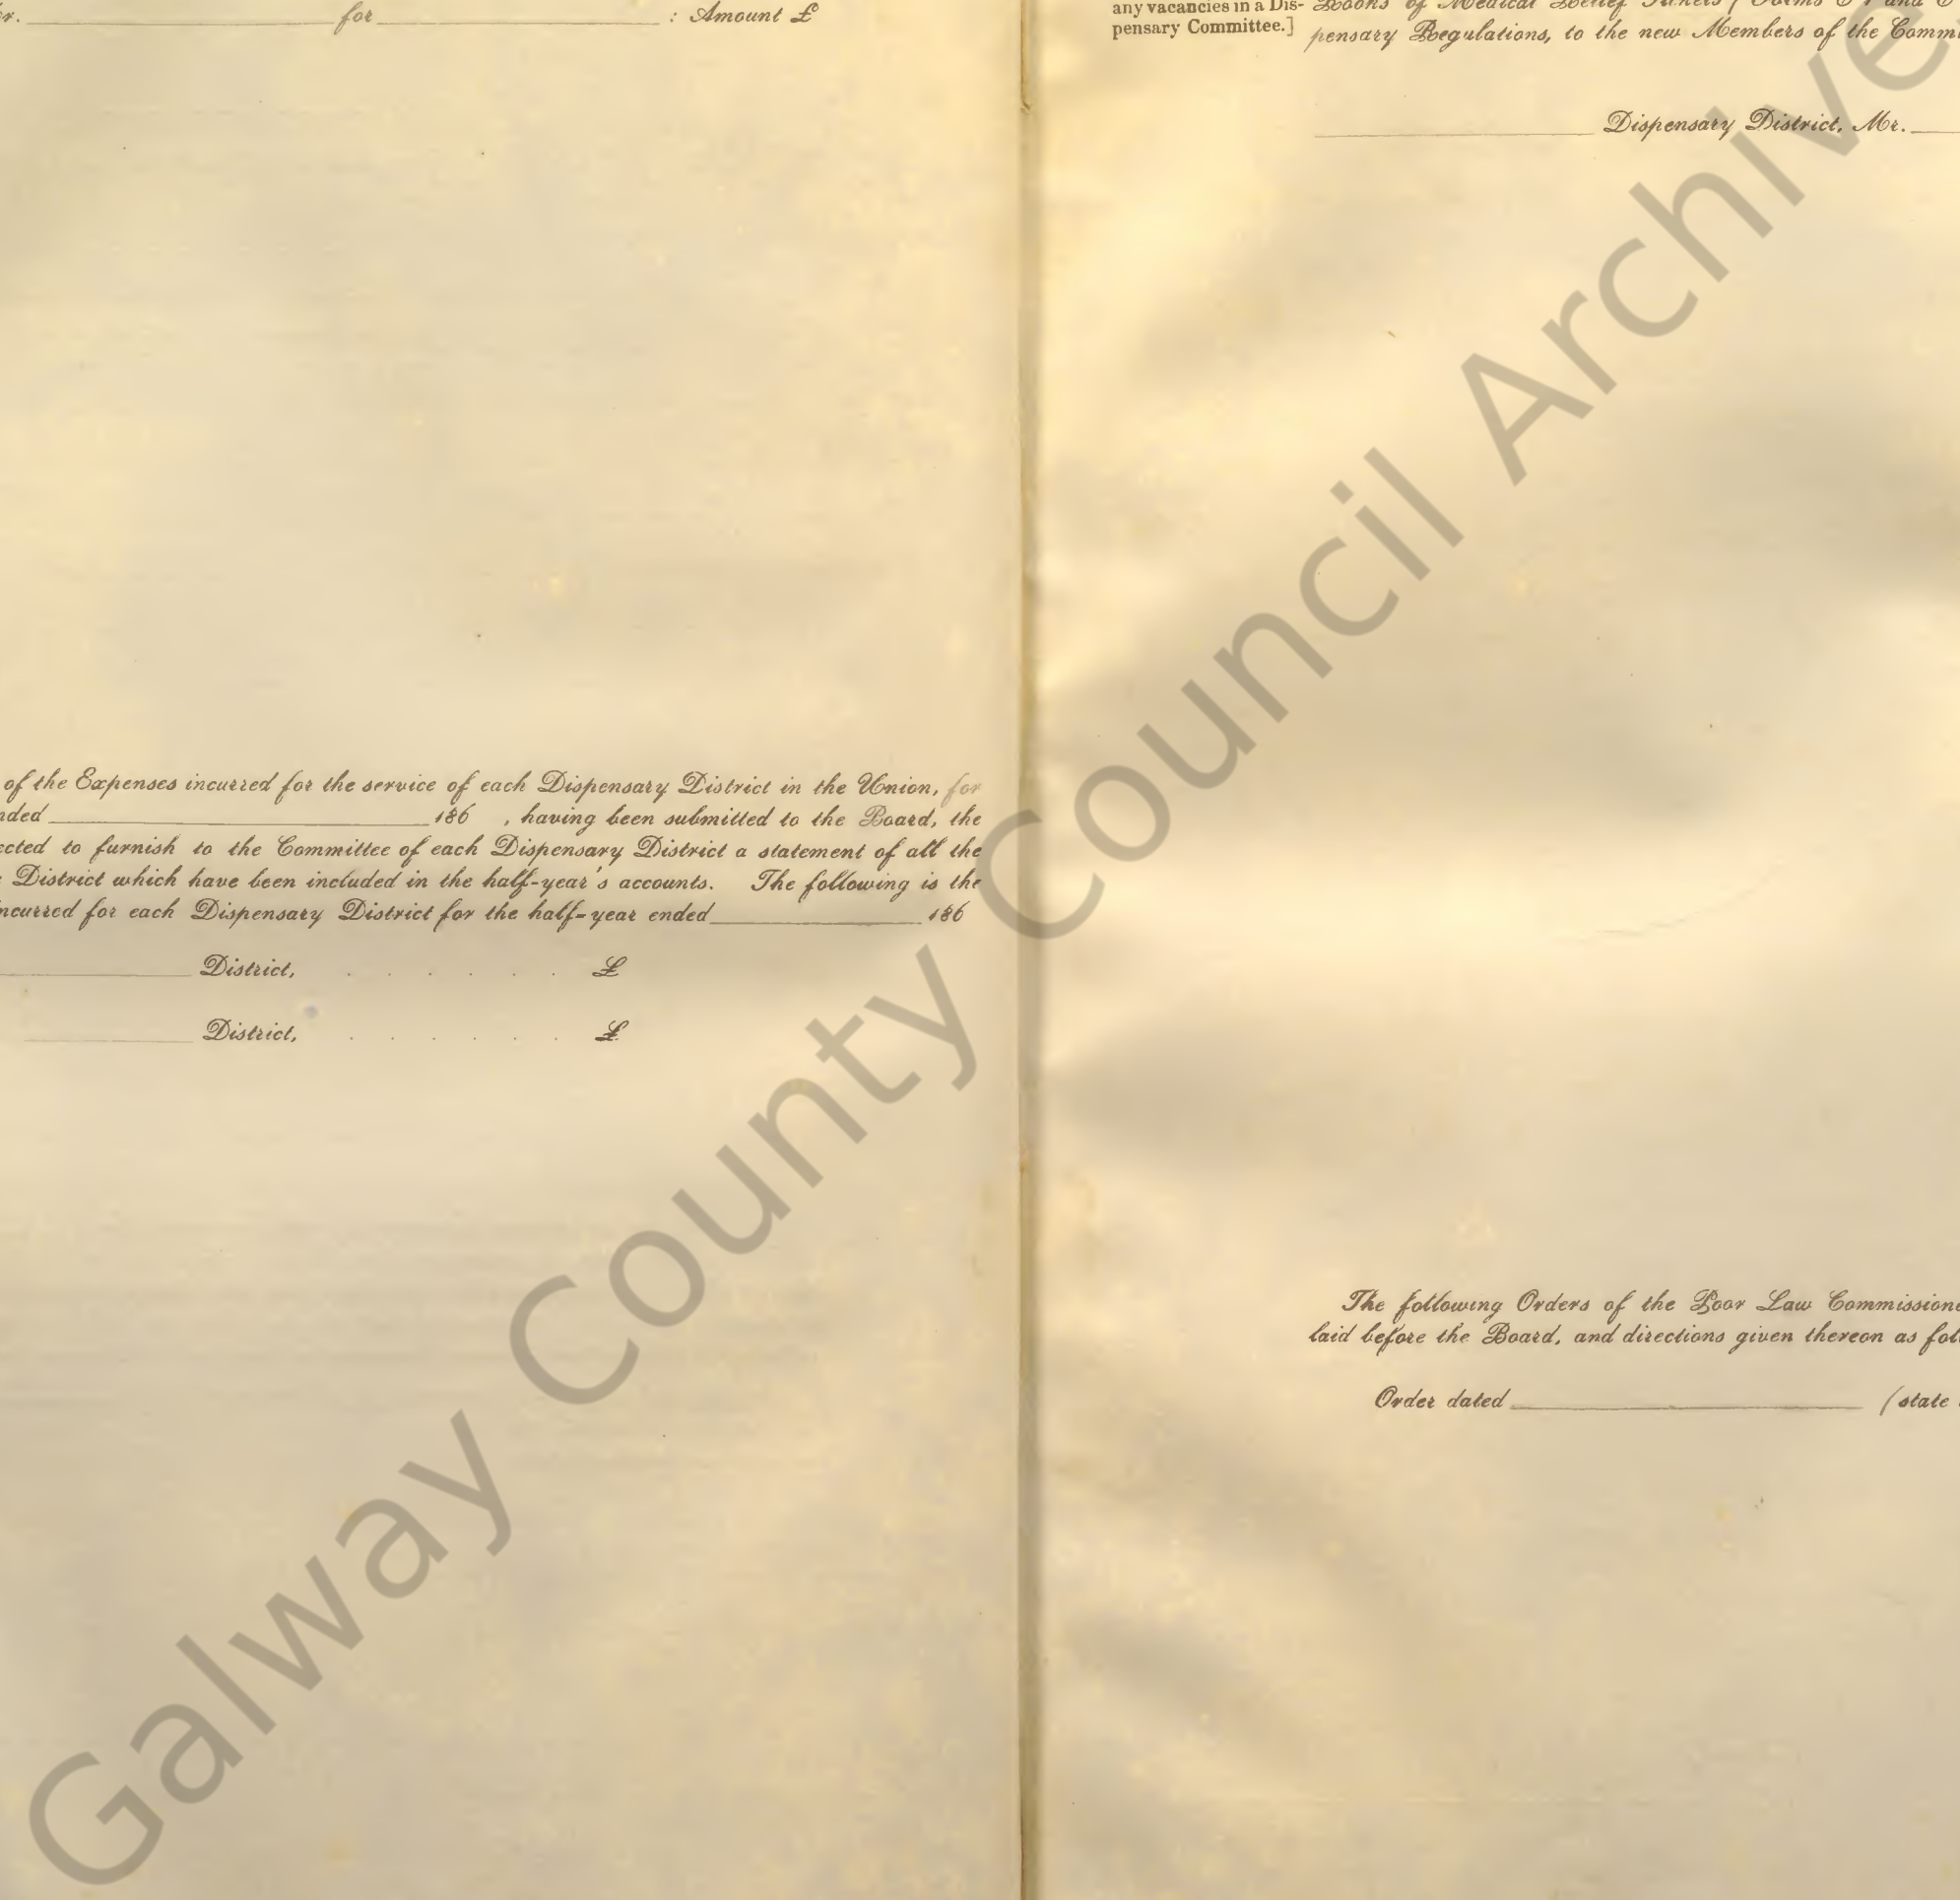 for : Amount £
of the Expenses incurred for the service of each Dispensary District in the Union, for
nded 186 , having been submitted to the Board, the
ected to furnish to the Committee of each Dispensary District a statement of all the
District which have been included in the half-year's accounts. The following is the
ncurred for each Dispensary District for the half-year ended 186
District, . . . . . . £
District, . . . . . . £
any vacancies in a Dis-
pensary Committee.]
Books of Medical Relief Tickets (Forms
pensary Regulations, to the new Members of the Comm
Dispensary District, Mr.
The following Orders of the Poor Law Commissione
laid before the Board, and directions given thereon as fol
Order dated (state
Galway County Council Archive